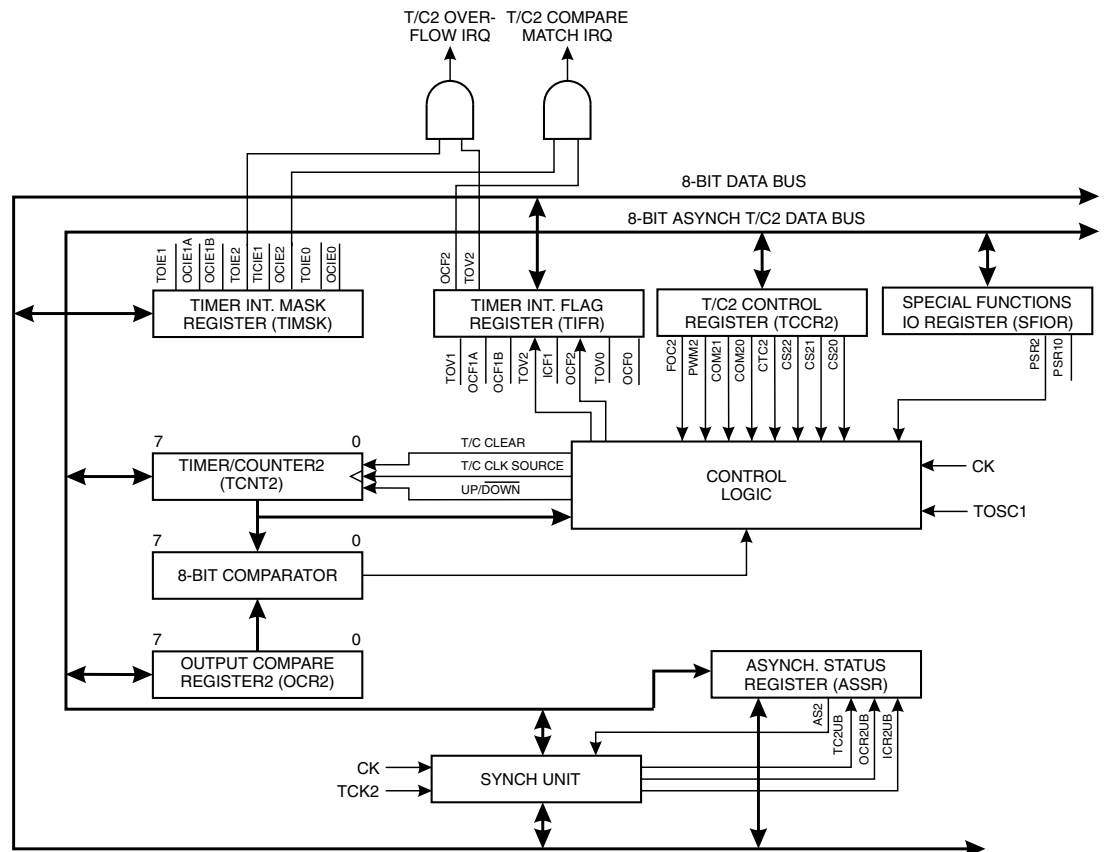 T/C2 OVER-
FLOW IRQ
T/C2 COMPARE
MATCH IRQ
8-BIT DATA BUS
8-BIT ASYNCH T/C2 DATA BUS
TOIE1
OCIE1A
OCIE1B
TOIE2
TICIE1
OCIE2
TOIE0
OCIE0
OCF2
TOV2
TIMER INT. MASK
REGISTER (TIMSK)
TIMER INT. FLAG
REGISTER (TIFR)
T/C2 CONTROL
REGISTER (TCCR2)
SPECIAL FUNCTIONS
IO REGISTER (SFIOR)
TOV1
OCF1A
OCF1B
TOV2
ICF1
OCF2
TOV0
OCF0
FOC2
PWM2
COM21
COM20
CTC2
CS22
CS21
CS20
PSR2
PSR10
7
0
TIMER/COUNTER2
(TCNT2)
T/C CLEAR
T/C CLK SOURCE
UP/DOWN
CONTROL
LOGIC
CK
TOSC1
7
0
8-BIT COMPARATOR
7
0
OUTPUT COMPARE
REGISTER2 (OCR2)
ASYNCH. STATUS
REGISTER (ASSR)
AS2
TC2UB
OCR2UB
ICR2UB
CK
TCK2
SYNCH UNIT